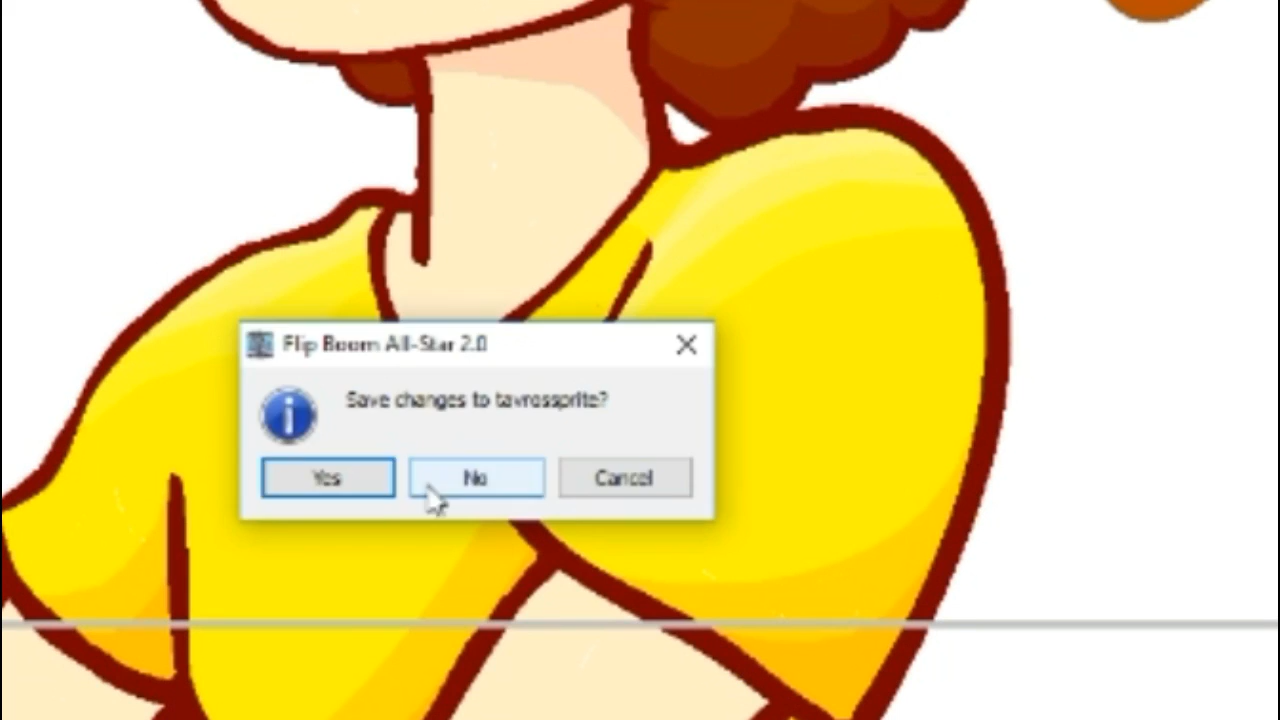 Flip Boom All-Star 2.0
Save changes to tavrossprite?
Yes
No
Cancel